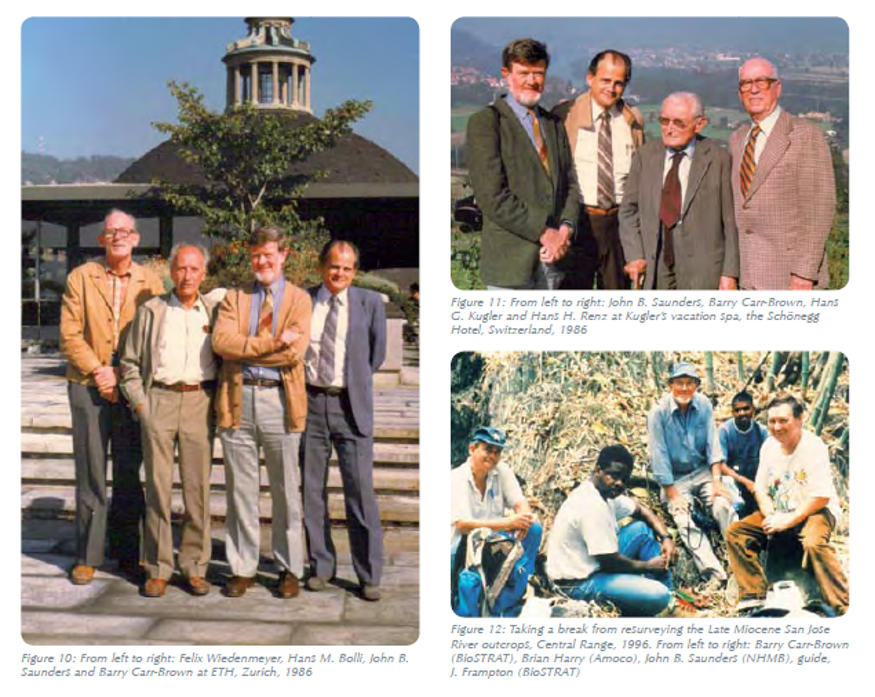 Figure 10: From left to right: Felix Wiedenmeyer, Hans M. Bolli, John B.
Saunders and Barry Carr-Brown at ETH, Zurich, 1986
Figure 11: From left to right: John B. Saunders, Barry Carr-Brown, Hans
G. Kugler and Hans H. Renz at Kugler's vacation spa, the Schönegg
Hotel, Switzerland, 1986
Figure 12: Taking a break from resurveying the Late Miocene San Jose
River outcrops, Central Range, 1996. From left to right: Barry Carr-Brown
(BioSTRAT), Brian Harry (Amoco), John B. Saunders (NHMB), guide,
J. Frampton (BioSTRAT)